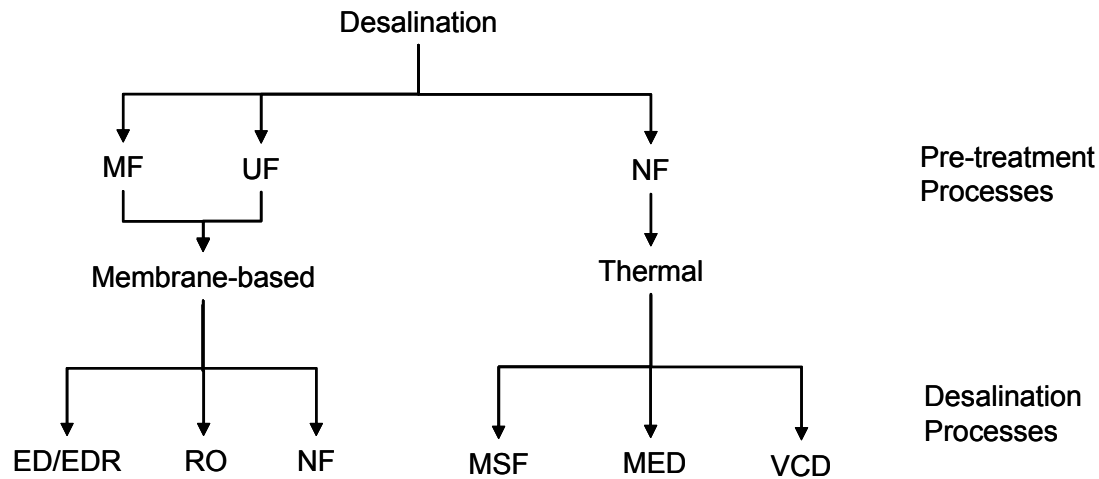 Desalination
MF
UF
NF
Pre-treatment
Processes
Membrane-based
Thermal
Desalination
Processes
ED/EDR
RO
NF
MSF
MED
VCD